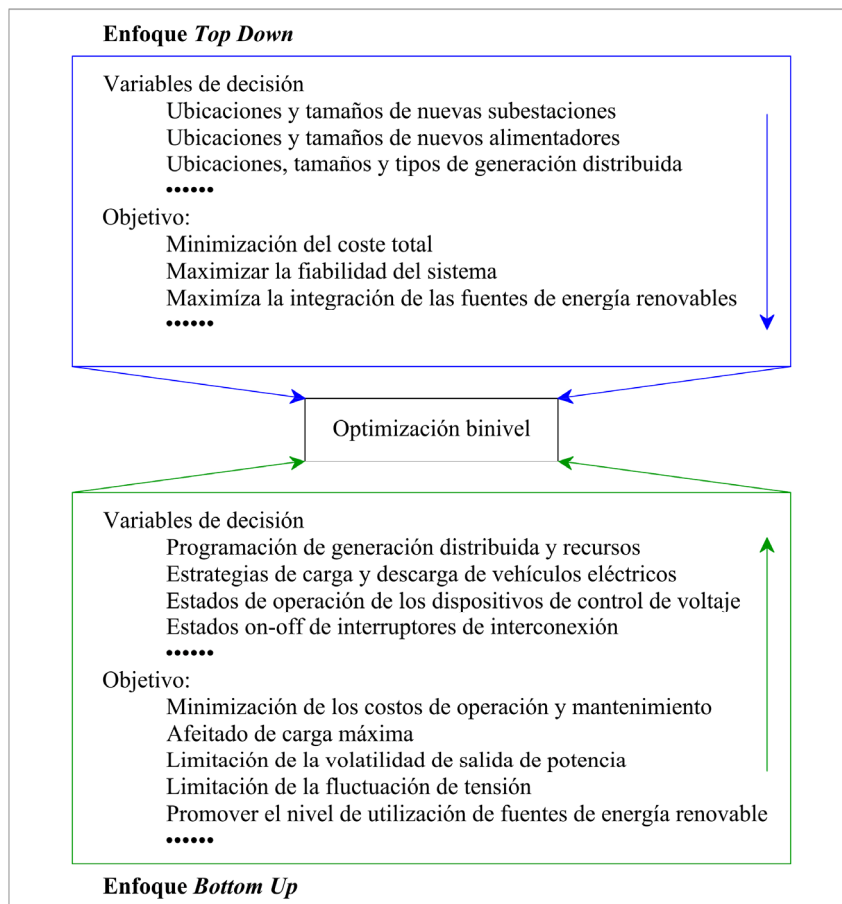 Enfoque Top Down
Variables de decisión
Ubicaciones y tamaños de nuevas subestaciones
Ubicaciones y tamaños de nuevos alimentadores
Ubicaciones, tamaños y tipos de generación distribuida
••••••
Objetivo:
Minimización del coste total
Maximizar la fiabilidad del sistema
Maximíza la integración de las fuentes de energía renovables
••••••
Optimización binivel
Variables de decisión
Programación de generación distribuida y recursos
Estrategias de carga y descarga de vehículos eléctricos
Estados de operación de los dispositivos de control de voltaje
Estados on-off de interruptores de interconexión
••••••
Objetivo:
Minimización de los costos de operación y mantenimiento
Afeitado de carga máxima
Limitación de la volatilidad de salida de potencia
Limitación de la fluctuación de tensión
Promover el nivel de utilización de fuentes de energía renovable
••••••
Enfoque Bottom Up